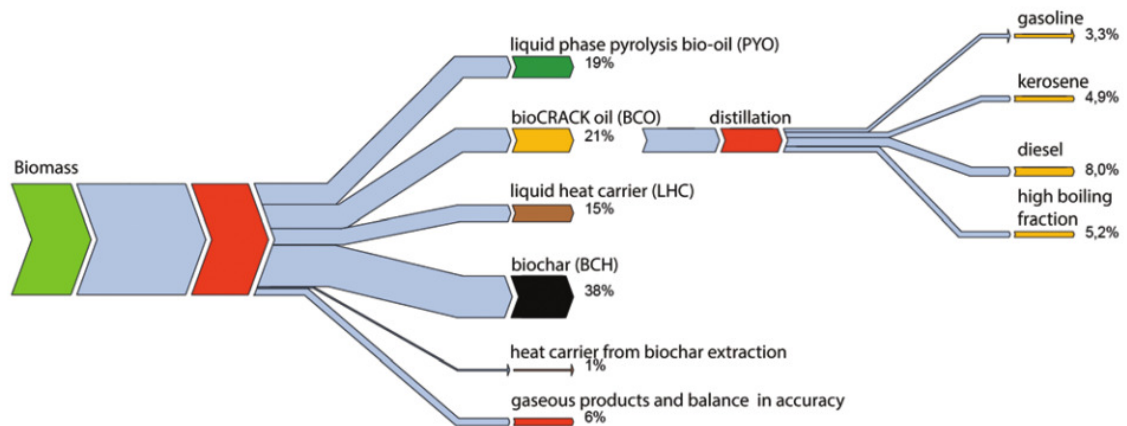 Biomass
liquid phase pyrolysis bio-oil (PYO)
19%
bioCRACK oil (BCO)
21%
liquid heat carrier (LHC)
15%
biochar (BCH)
38%
heat carrier from biochar extraction
1%
gaseous products and balance in accuracy
6%
distillation
gasoline
3,3%
kerosene
4,9%
diesel
8,0%
high boiling
fraction
5,2%